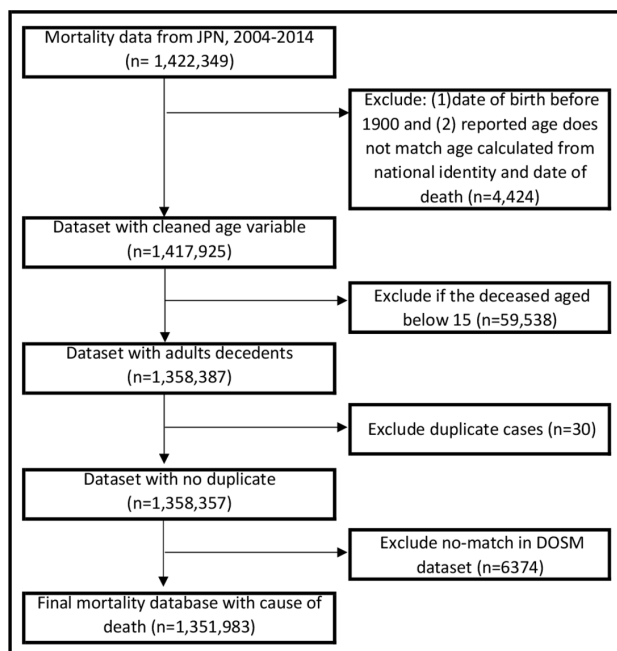 Mortality data from JPN, 2004-2014
(n= 1,422,349)
Exclude: (1)date of birth before
1900 and (2) reported age does
not match age calculated from
national identity and date of
death (n=4,424)
Dataset with cleaned age variable
(n=1,417,925)
Exclude if the deceased aged
below 15 (n=59,538)
Dataset with adults decedents
(n=1,358,387)
Exclude duplicate cases (n=30)
Dataset with no duplicate
(n=1,358,357)
Exclude no-match in DOSM
dataset (n=6374)
Final mortality database with cause of
death (n=1,351,983)